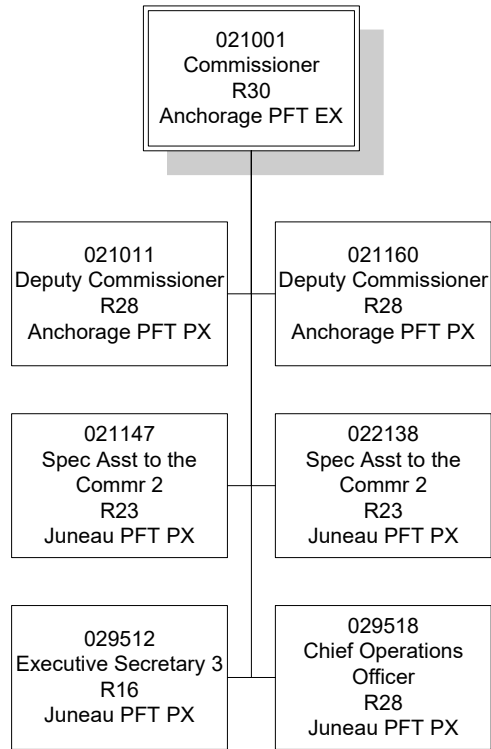 021001
Commissioner
R30
Anchorage PFT EX
021011
Deputy Commissioner
R28
Anchorage PFT PX
021160
Deputy Commissioner
R28
Anchorage PFT PX
021147
Spec Asst to the
Commr 2
R23
Juneau PFT PX
022138
Spec Asst to the
Commr 2
R23
Juneau PFT PX
029512
Executive Secretary 3
R16
Juneau PFT PX
029518
Chief Operations
Officer
R28
Juneau PFT PX